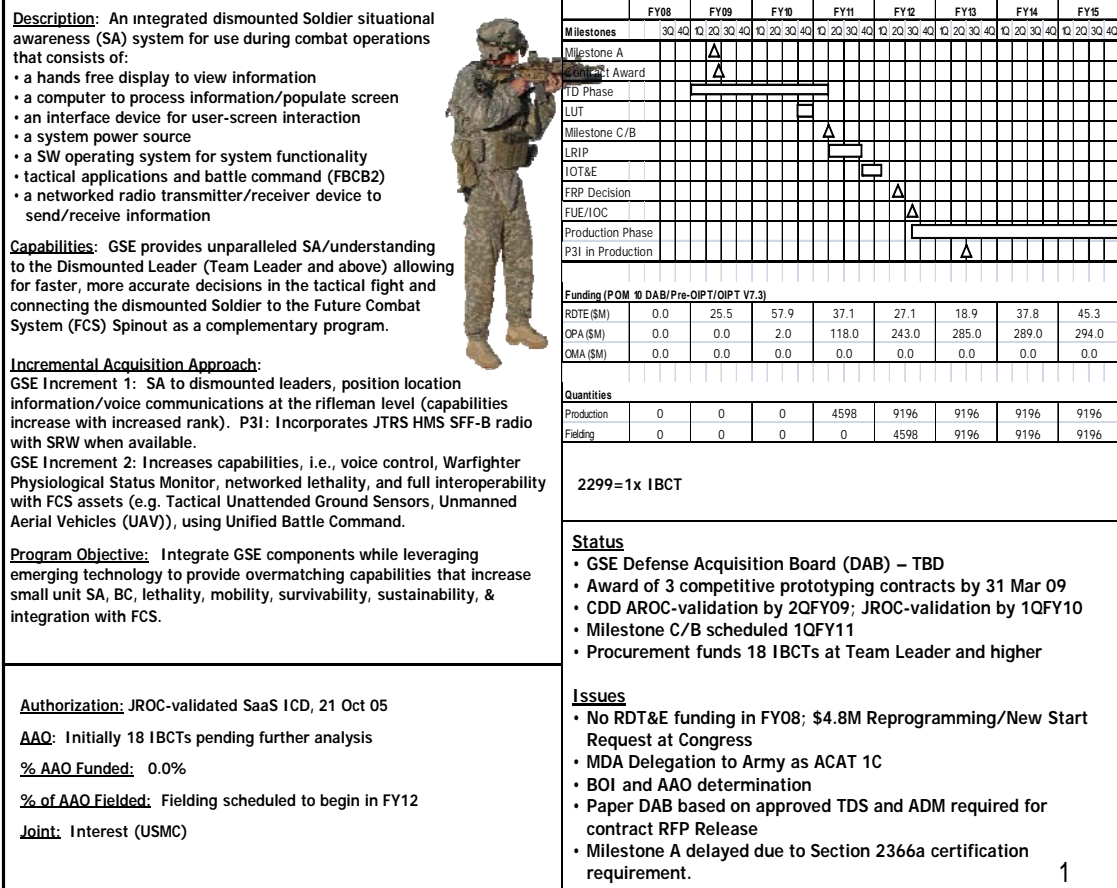 Description: An integrated dismounted Soldier situational
awareness (SA) system for use during combat operations
that consists of:
• a hands free display to view information
• a computer to process information/populate screen
• an interface device for user-screen interaction
• a system power source
• a SW operating system for system functionality
• tactical applications and battle command (FBCB2)
• a networked radio transmitter/receiver device to
send/receive information
Capabilities: GSE provides unparalleled SA/understanding
to the Dismounted Leader (Team Leader and above) allowing
for faster, more accurate decisions in the tactical fight and
connecting the dismounted Soldier to the Future Combat
System (FCS) Spinout as a complementary program.
Incremental Acquisition Approach:
GSE Increment 1: SA to dismounted leaders, position location
information/voice communications at the rifleman level (capabilities
increase with increased rank). P3I: Incorporates JTRS HMS SFF-B radio
with SRW when available.
GSE Increment 2: Increases capabilities, i.e., voice control, Warfighter
Physiological Status Monitor, networked lethality, and full interoperability
with FCS assets (e.g. Tactical Unattended Ground Sensors, Unmanned
Aerial Vehicles (UAV)), using Unified Battle Command.
Program Objective: Integrate GSE components while leveraging
emerging technology to provide overmatching capabilities that increase
small unit SA, BC, lethality, mobility, survivability, sustainability, &
integration with FCS.
Authorization: JROC-validated SaaS ICD, 21 Oct 05
AAO: Initially 18 IBCTs pending further analysis
% AAO Funded: 0.0%
% of AAO Fielded: Fielding scheduled to begin in FY12
Joint: Interest (USMC)
FY08 FY09 FY10 FY11 FY12 FY13 FY14 FY15
Milestones 3Q 4Q 1Q 2Q 3Q 4Q 1Q 2Q 3Q 4Q 1Q 2Q 3Q 4Q 1Q 2Q 3Q 4Q 1Q 2Q 3Q 4Q 1Q 2Q 3Q 4Q 1Q 2Q 3Q 4Q
Milestone A
Contract Award
TD Phase
LUT
Milestone C/B
LRIP
IOT&E
FRP Decision
FUE/IOC
Production Phase
P3I in Production
Funding (POM 10 DAB/Pre-OIPT/OIPT V7.3)
RDTE ($M) 0.0 25.5 57.9 37.1 27.1 18.9 37.8 45.3
OPA ($M) 0.0 0.0 2.0 118.0 243.0 285.0 289.0 294.0
OMA ($M) 0.0 0.0 0.0 0.0 0.0 0.0 0.0 0.0
Quantities
Production 0 0 0 4598 9196 9196 9196 9196
Fielding 0 0 0 0 4598 9196 9196 9196
2299=1x IBCT
Status
• GSE Defense Acquisition Board (DAB) – TBD
• Award of 3 competitive prototyping contracts by 31 Mar 09
• CDD AROC-validation by 2QFY09; JROC-validation by 1QFY10
• Milestone C/B scheduled 1QFY11
• Procurement funds 18 IBCTs at Team Leader and higher
Issues
• No RDT&E funding in FY08; $4.8M Reprogramming/New Start
Request at Congress
• MDA Delegation to Army as ACAT 1C
• BOI and AAO determination
• Paper DAB based on approved TDS and ADM required for
contract RFP Release
• Milestone A delayed due to Section 2366a certification
requirement.
1